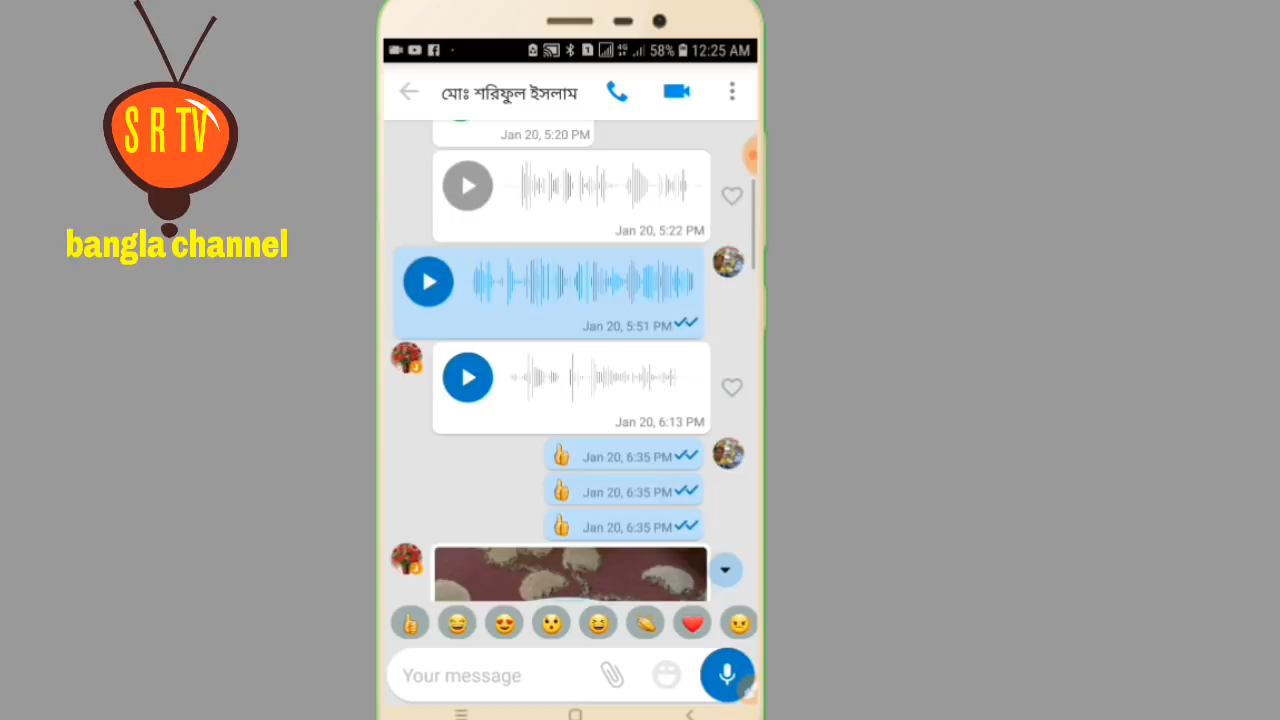 S R TV
bangla channel
58% 12:25 AM
মোঃ শরিফুল ইসলাম
Jan 20, 5:20 PM
Jan 20, 5:22 PM
Jan 20, 5:51 PM
Jan 20, 6:13 PM
Jan 20, 6:35 PM
Jan 20, 6:35 PM
Jan 20, 6:35 PM
Your message